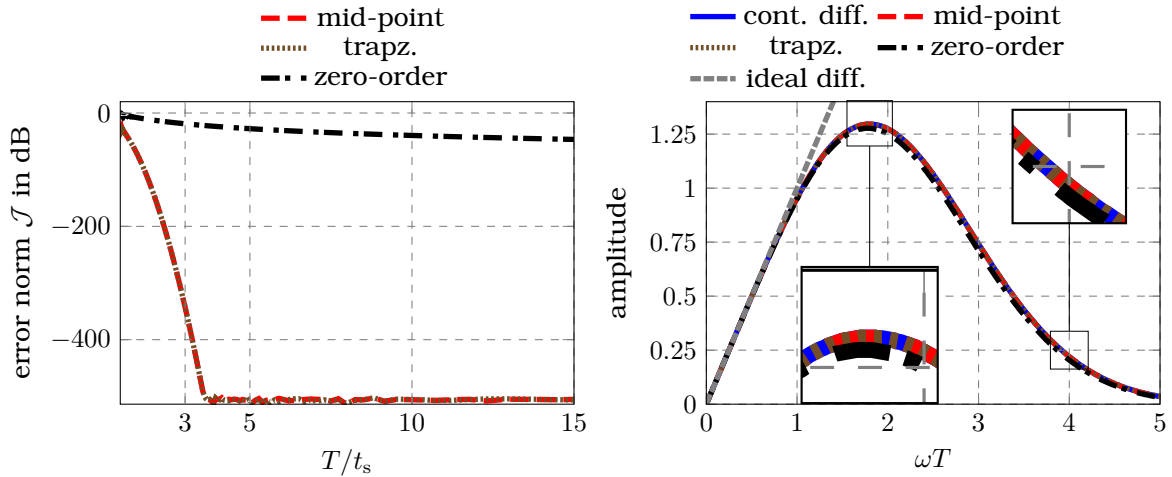 mid-point
trapz.
zero-order
error norm 𝒥 in dB
0
−200
−400
3 5 10 15
T/tₛ
cont. diff. mid-point
trapz. zero-order
ideal diff.
amplitude
1.25
1
0.75
0.5
0.25
0
0 1 2 3 4 5
ωT